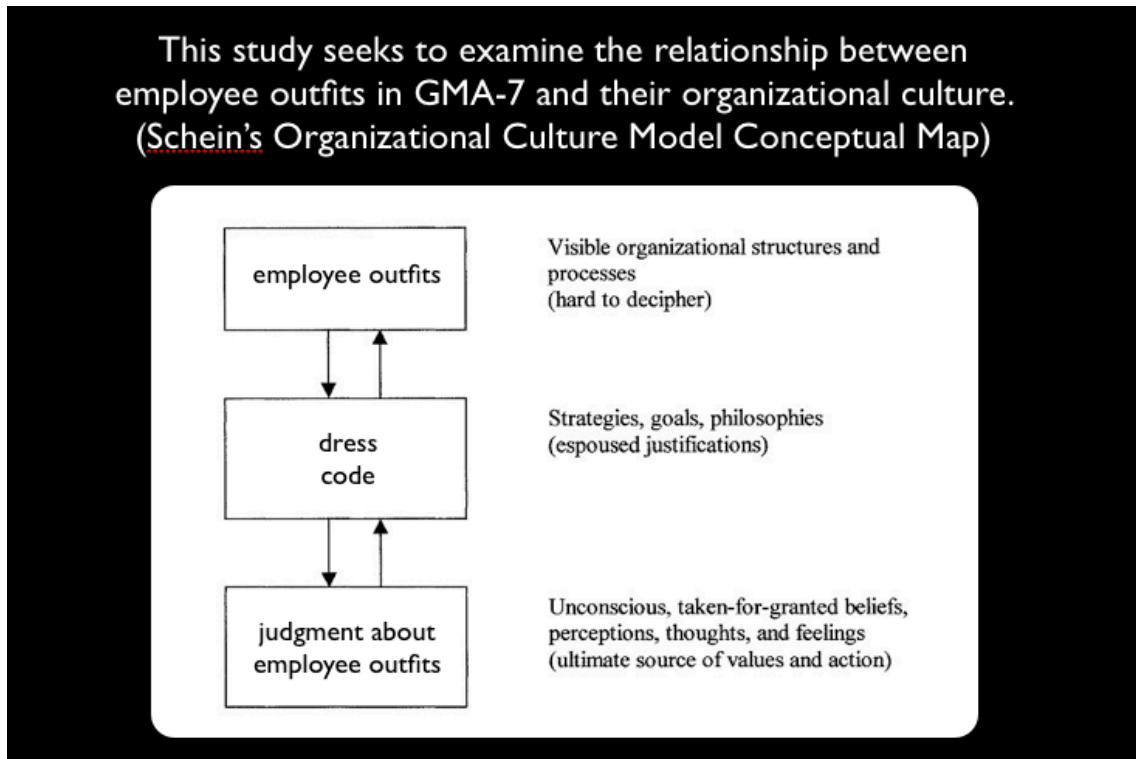 This study seeks to examine the relationship between
employee outfits in GMA-7 and their organizational culture.
(Schein's Organizational Culture Model Conceptual Map)
employee outfits
Visible organizational structures and
processes
(hard to decipher)
dress
code
Strategies, goals, philosophies
(espoused justifications)
judgment about
employee outfits
Unconscious, taken-for-granted beliefs,
perceptions, thoughts, and feelings
(ultimate source of values and action)